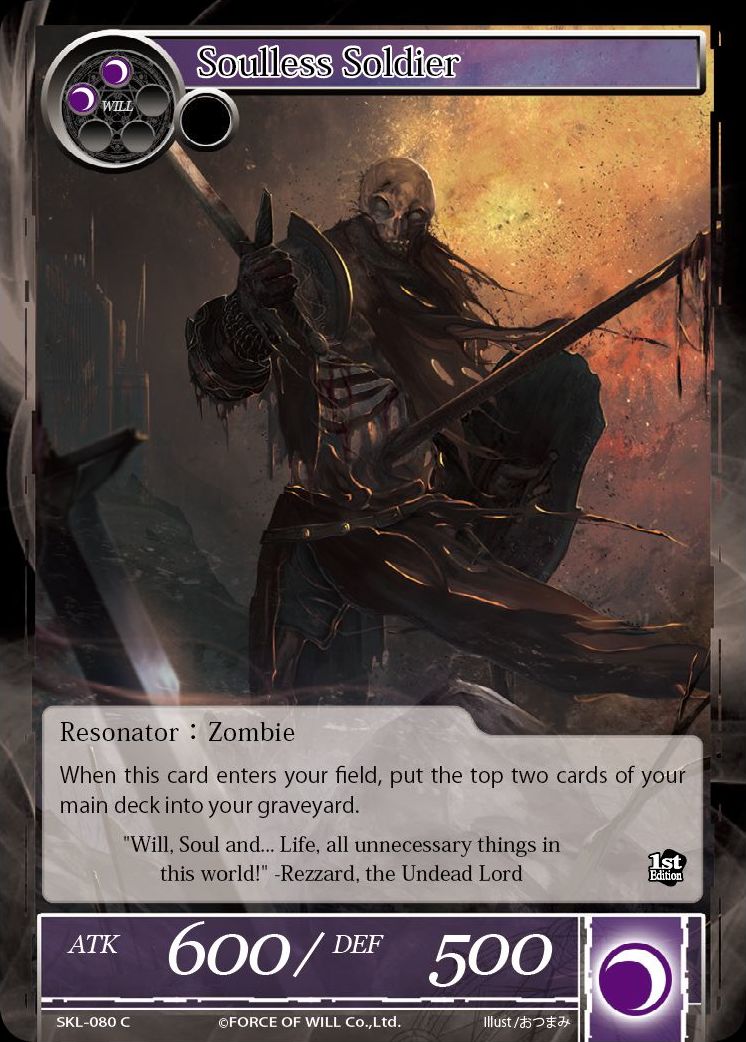 Soulless Soldier
WILL
Resonator : Zombie
When this card enters your field, put the top two cards of your
main deck into your graveyard.
"Will, Soul and... Life, all unnecessary things in
this world!" -Rezzard, the Undead Lord
1st
Edition
ATK 600 / DEF 500
SKL-080 C ©FORCE OF WILL Co.,Ltd. Illust/おつまみ